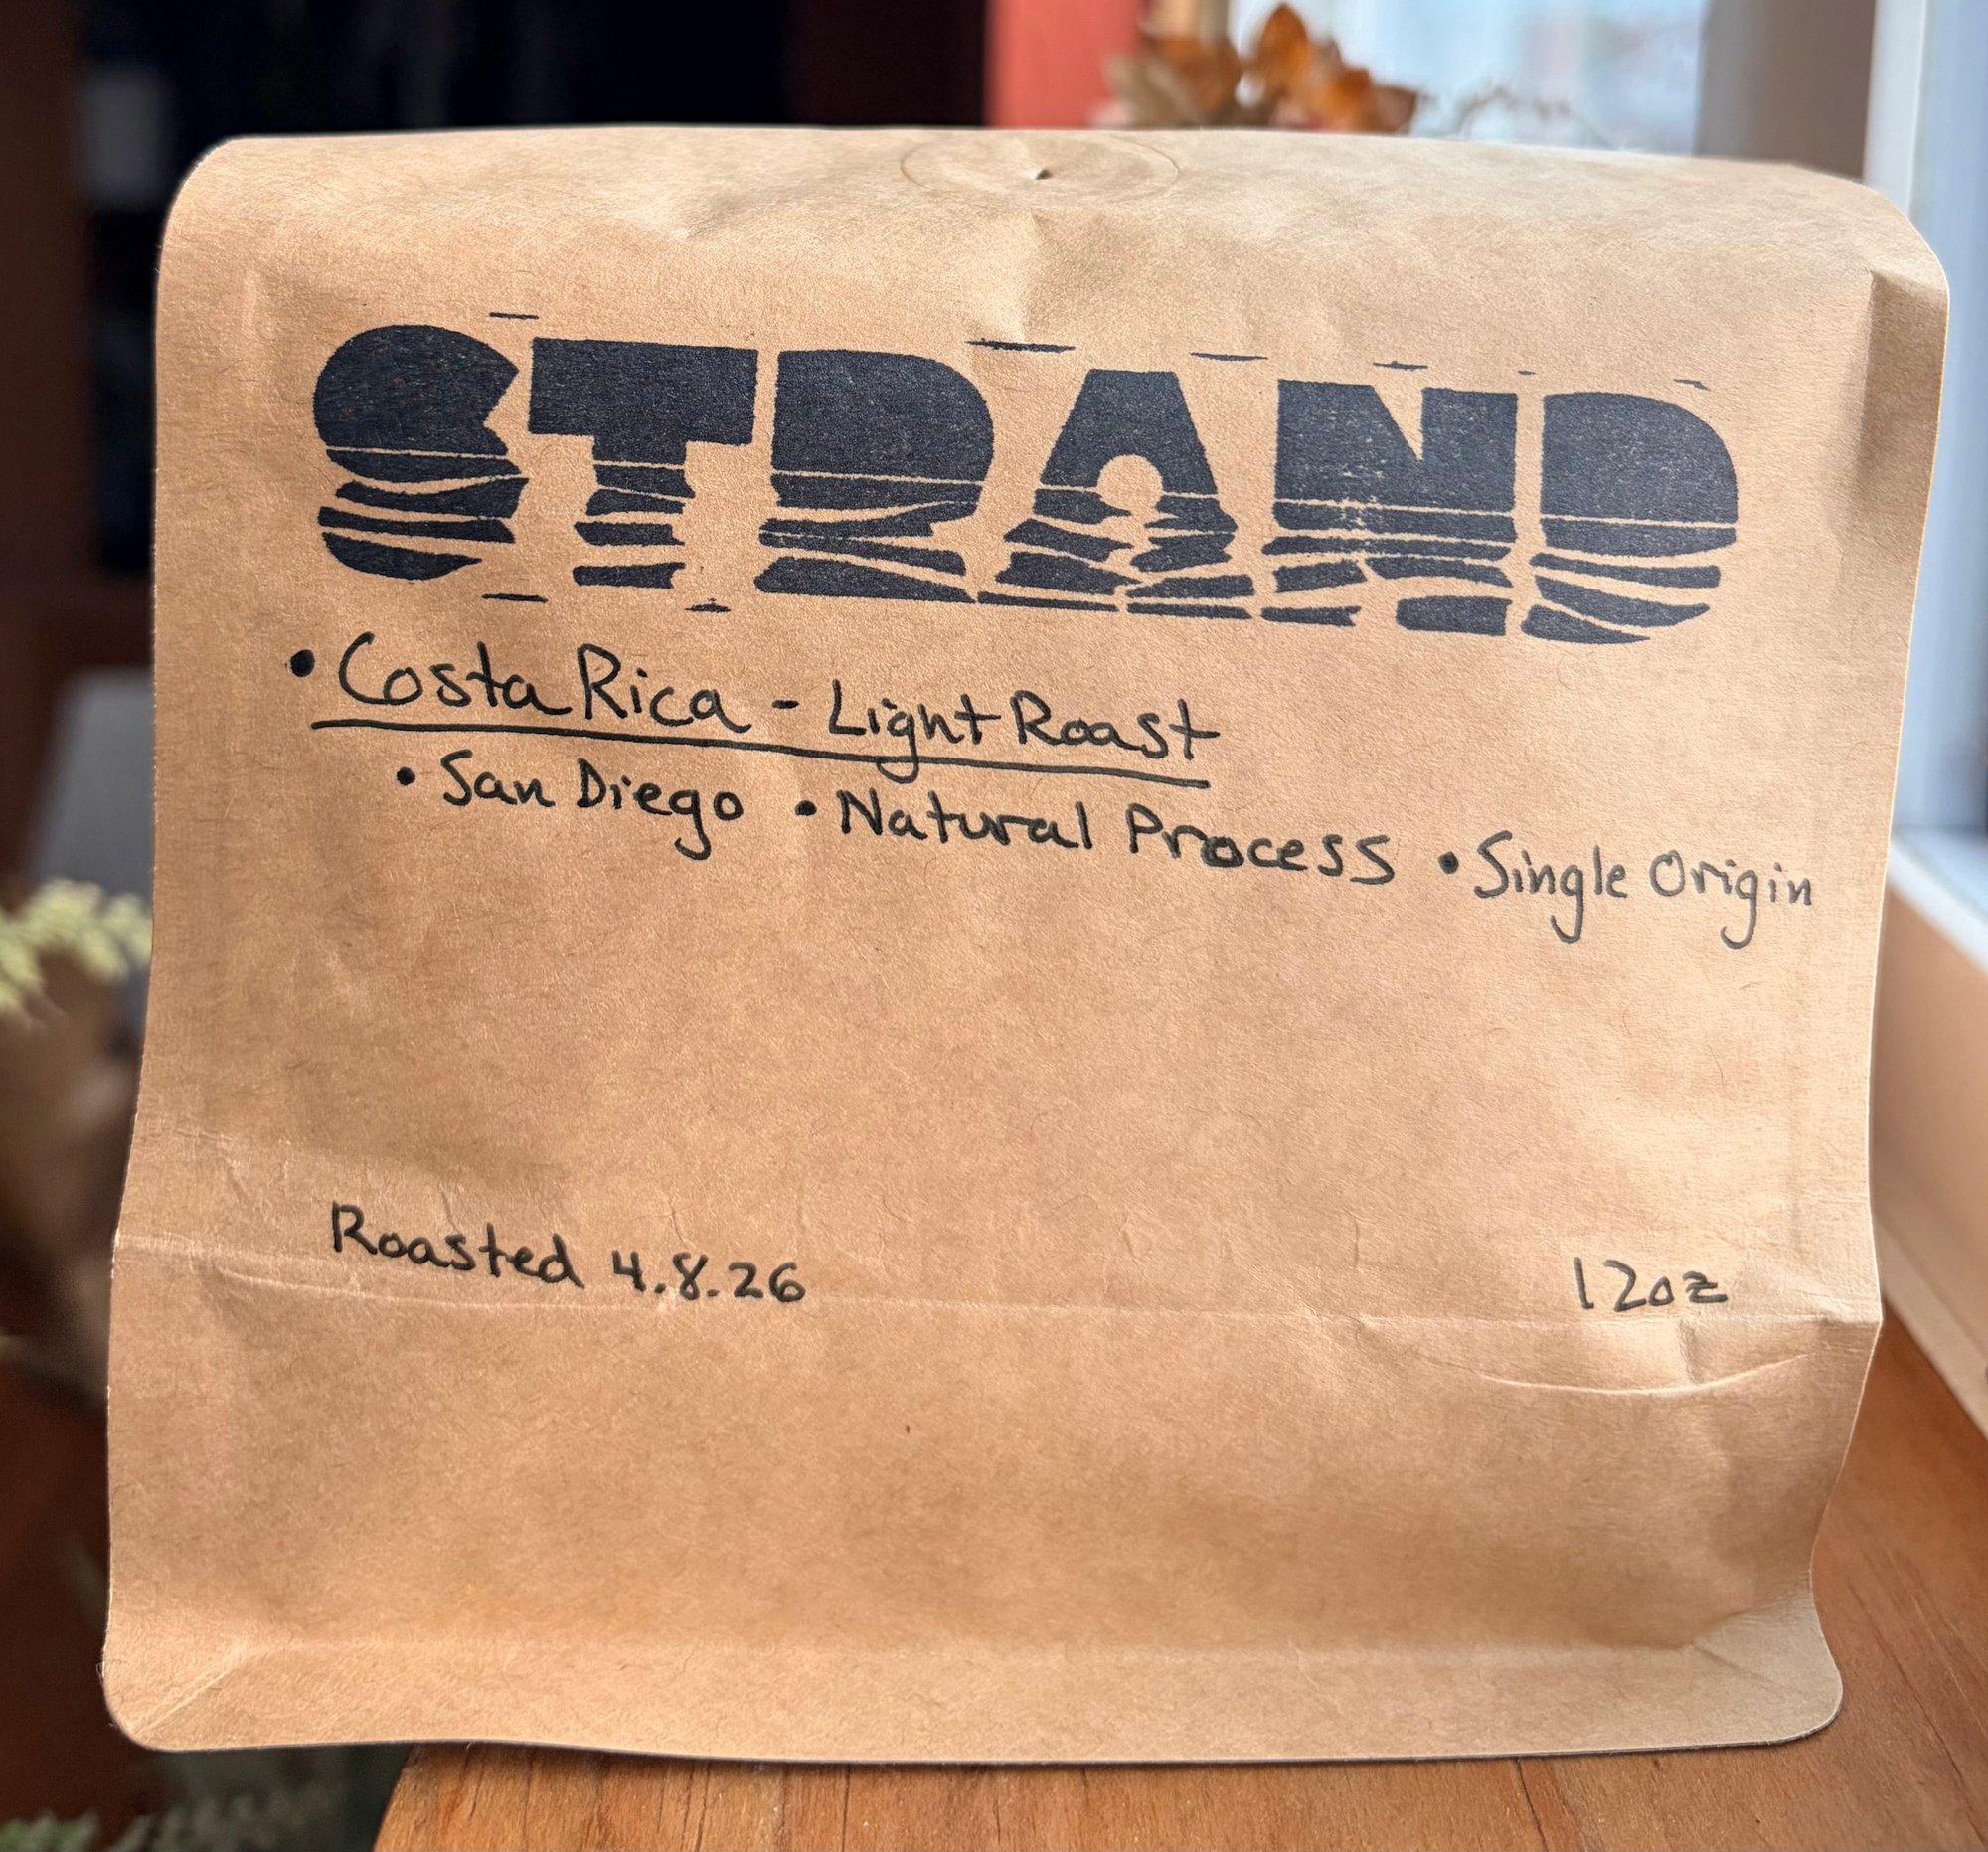 STRAND
• Costa Rica - Light Roast
• San Diego • Natural Process • Single Origin
Roasted 4.8.26 12oz